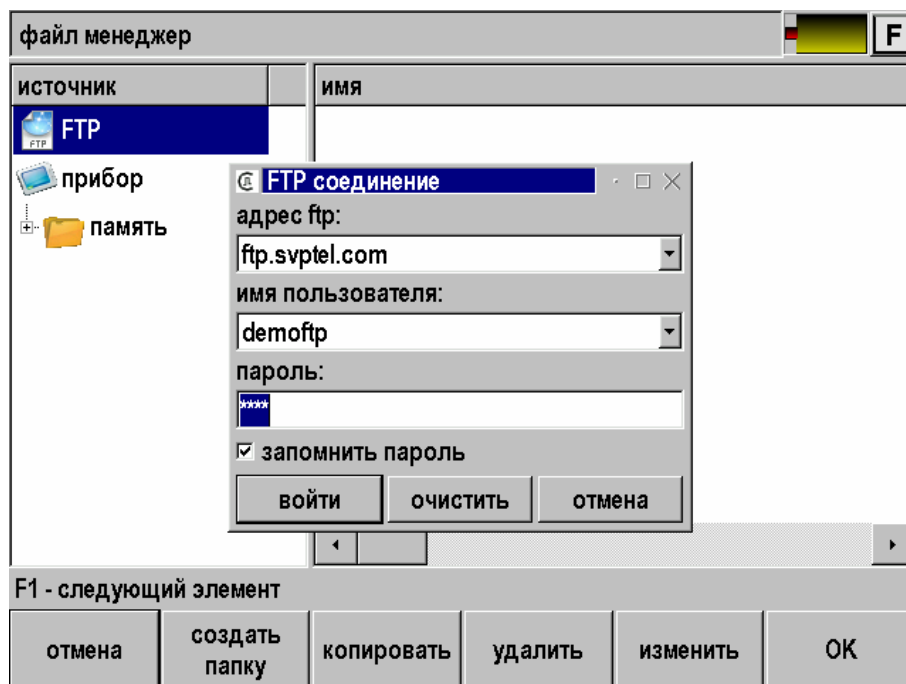 файл менеджер
F
источник
имя
FTP
FTP
прибор
память
FTP соединение
адрес ftp:
ftp.svptel.com
имя пользователя:
demoftp
пароль:
****
запомнить пароль
войти
очистить
отмена
F1 - следующий элемент
отмена
создать
папку
копировать
удалить
изменить
OK